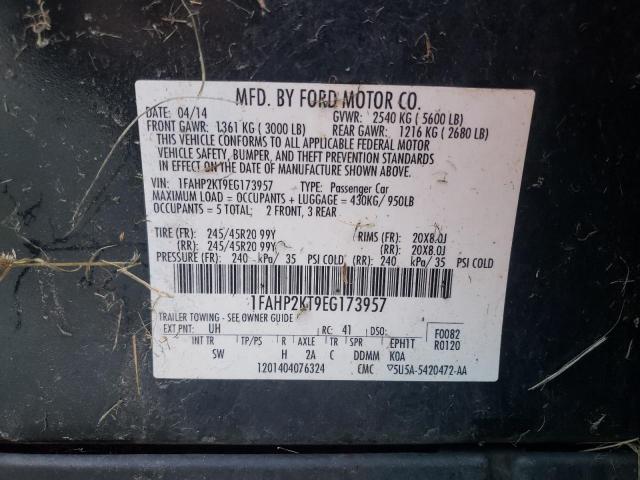 MFD. BY FORD MOTOR CO.
DATE: 04/14 GVWR: 2540 KG ( 5600 LB)
FRONT GAWR: 1361 KG ( 3000 LB) REAR GAWR: 1216 KG ( 2680 LB)
THIS VEHICLE CONFORMS TO ALL APPLICABLE FEDERAL MOTOR
VEHICLE SAFETY, BUMPER, AND THEFT PREVENTION STANDARDS
IN EFFECT ON THE DATE OF MANUFACTURE SHOWN ABOVE.
VIN: 1FAHP2KT9EG173957 TYPE: Passenger Car
MAXIMUM LOAD = OCCUPANTS + LUGGAGE = 430KG/ 950LB
OCCUPANTS = 5 TOTAL: 2 FRONT, 3 REAR
TIRE (FR): 245/45R20 99Y RIMS (FR): 20X8.0J
(RR): 245/45R20 99Y (RR): 20X8.0J
PRESSURE (FR): 240 kPa/ 35 PSI COLD (RR): 240 kPa/ 35 PSI COLD
1FAHP2KT9EG173957
TRAILER TOWING - SEE OWNER GUIDE
EXT PNT: UH RC: 41 DSO: F0082
INT TR TP/PS R AXLE TR SPR EPH1T R0120
SW H 2A C DDMM KOA
1201404076324 CMC 5U5A-5420472-AA